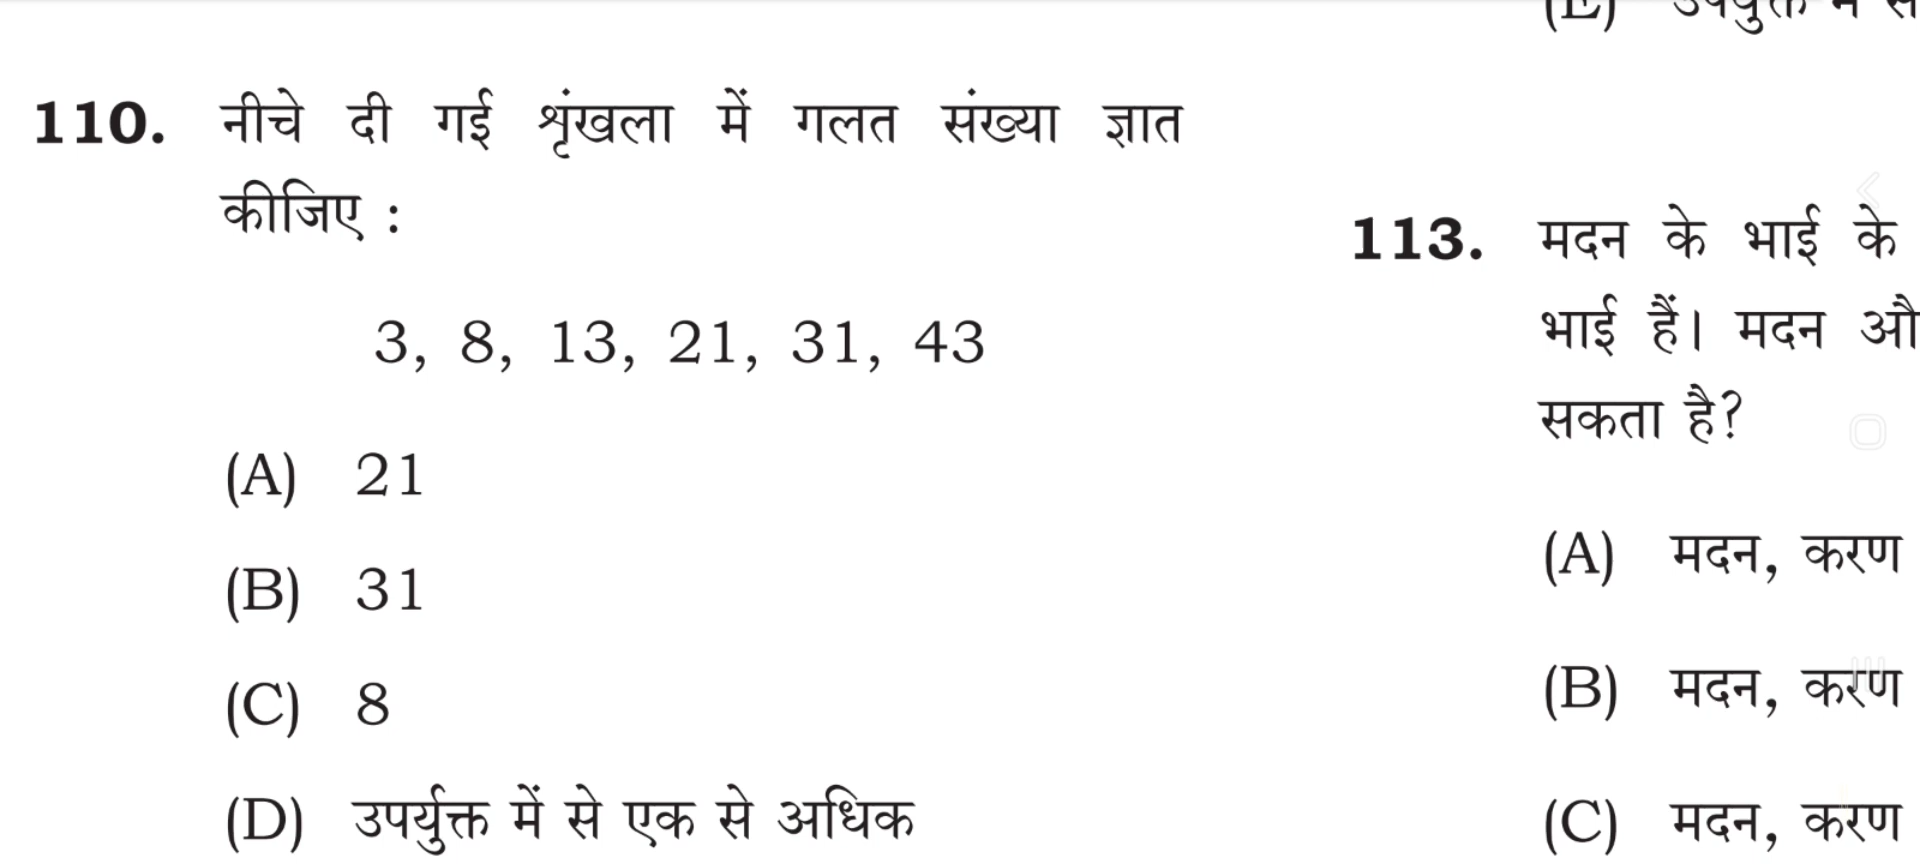 110. नीचे दी गई शृंखला में गलत संख्या ज्ञात
कीजिए :
3, 8, 13, 21, 31, 43
(A) 21
(B) 31
(C) 8
(D) उपर्युक्त में से एक से अधिक
(E) उपर्युक्त में से
113. मदन के भाई के
भाई हैं। मदन औ
सकता है?
(A) मदन, करण
(B) मदन, करण
(C) मदन, करण